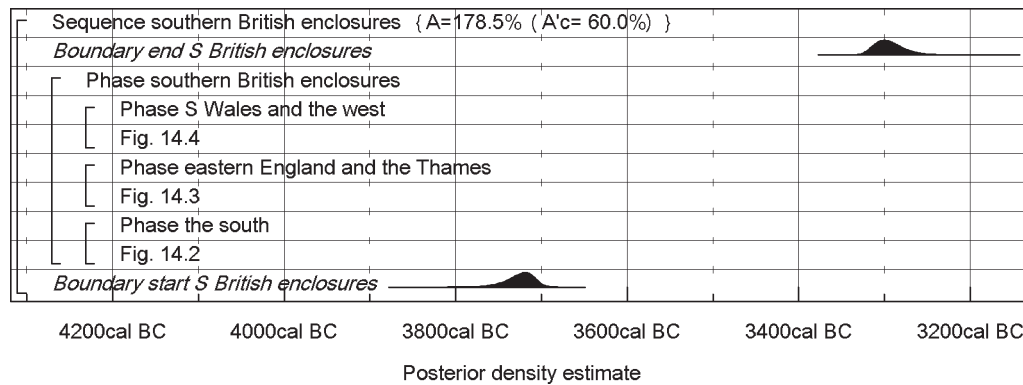 Sequence southern British enclosures { A=178.5% ( A'c= 60.0% ) }
Boundary end S British enclosures
Phase southern British enclosures
Phase S Wales and the west
Fig. 14.4
Phase eastern England and the Thames
Fig. 14.3
Phase the south
Fig. 14.2
Boundary start S British enclosures
4200cal BC 4000cal BC 3800cal BC 3600cal BC 3400cal BC 3200cal BC
Posterior density estimate